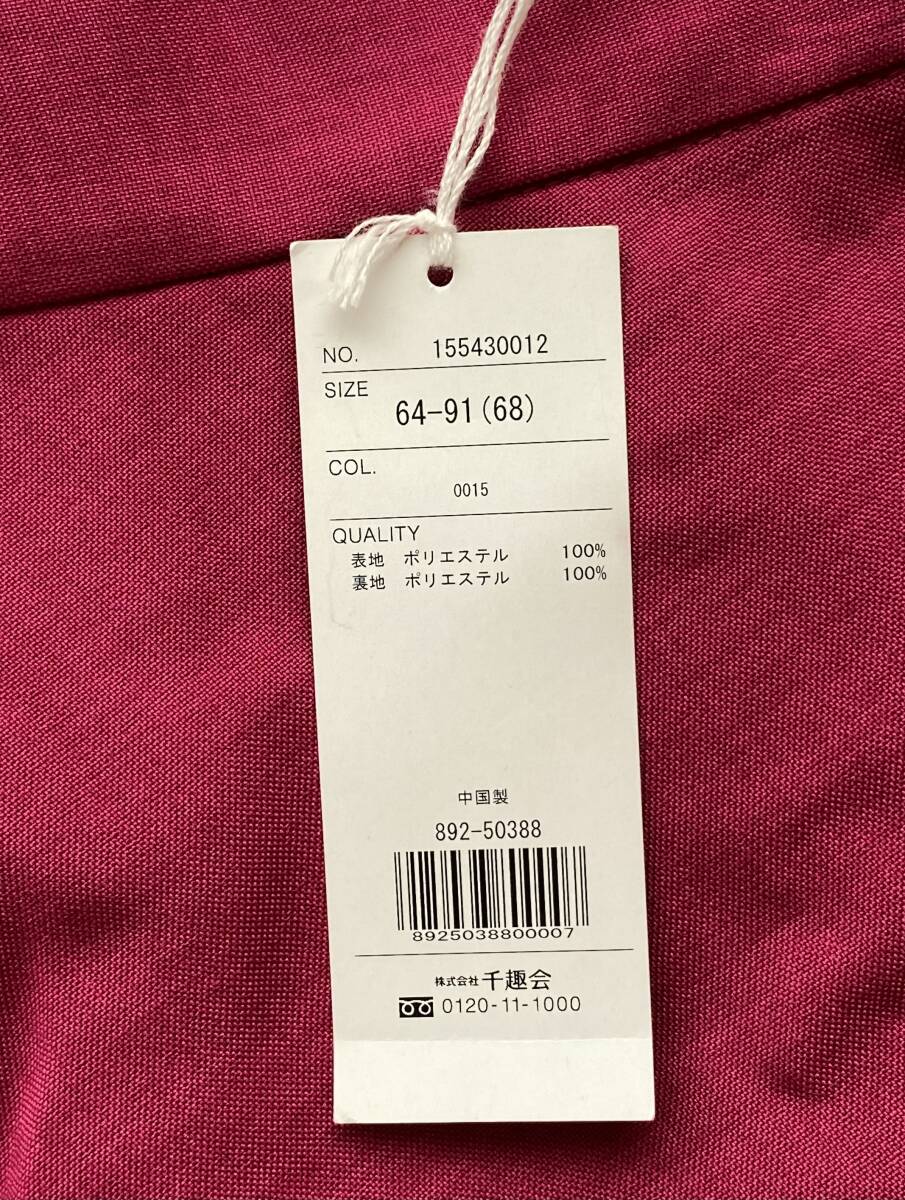 NO. 155430012
SIZE
64-91(68)
COL.
0015
QUALITY
表地 ポリエステル 100%
裏地 ポリエステル 100%
中国製
892-50388
8925038800007
株式会社千趣会
0120-11-1000